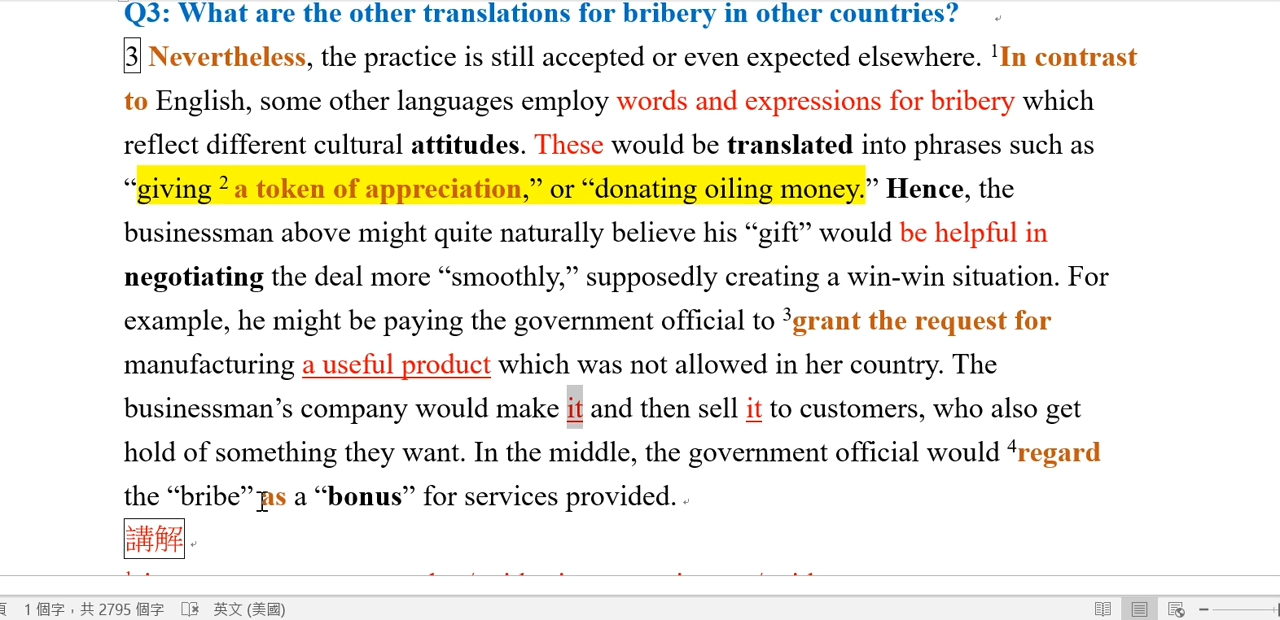 Q3: What are the other translations for bribery in other countries?
3 Nevertheless, the practice is still accepted or even expected elsewhere. ¹In contrast
to English, some other languages employ words and expressions for bribery which
reflect different cultural attitudes. These would be translated into phrases such as
“giving ² a token of appreciation,” or “donating oiling money.” Hence, the
businessman above might quite naturally believe his “gift” would be helpful in
negotiating the deal more “smoothly,” supposedly creating a win-win situation. For
example, he might be paying the government official to ³grant the request for
manufacturing a useful product which was not allowed in her country. The
businessman’s company would make it and then sell it to customers, who also get
hold of something they want. In the middle, the government official would ⁴regard
the “bribe” as a “bonus” for services provided.
講解
頁 1 個字，共 2795 個字 英文 (美國)